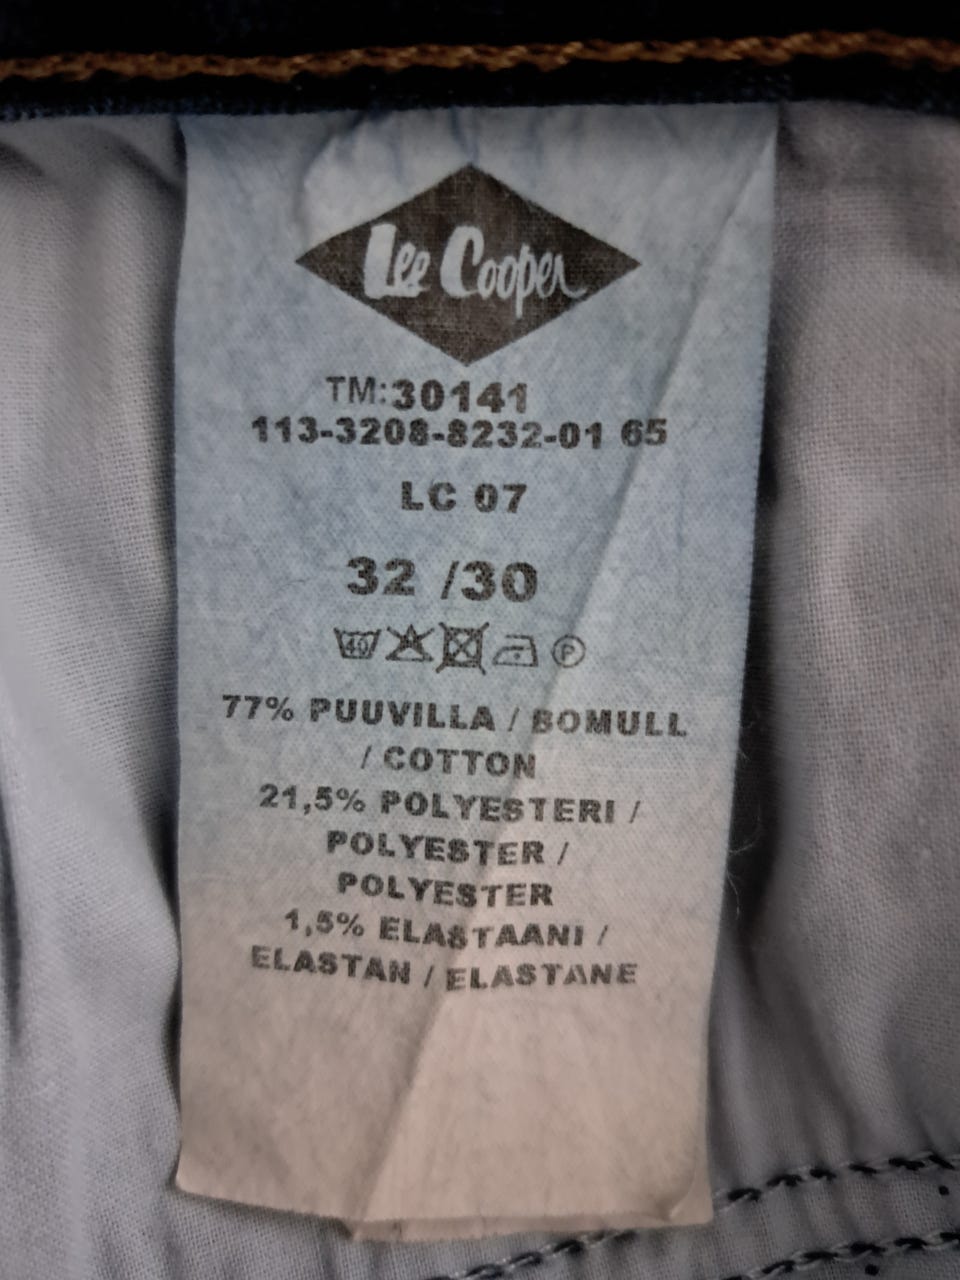 Lee Cooper
TM:30141
113-3208-8232-01 65
LC 07
32 /30
40 P
77% PUUVILLA / BOMULL
/ COTTON
21,5% POLYESTERI /
POLYESTER /
POLYESTER
1,5% ELASTAANI /
ELASTAN / ELASTANE